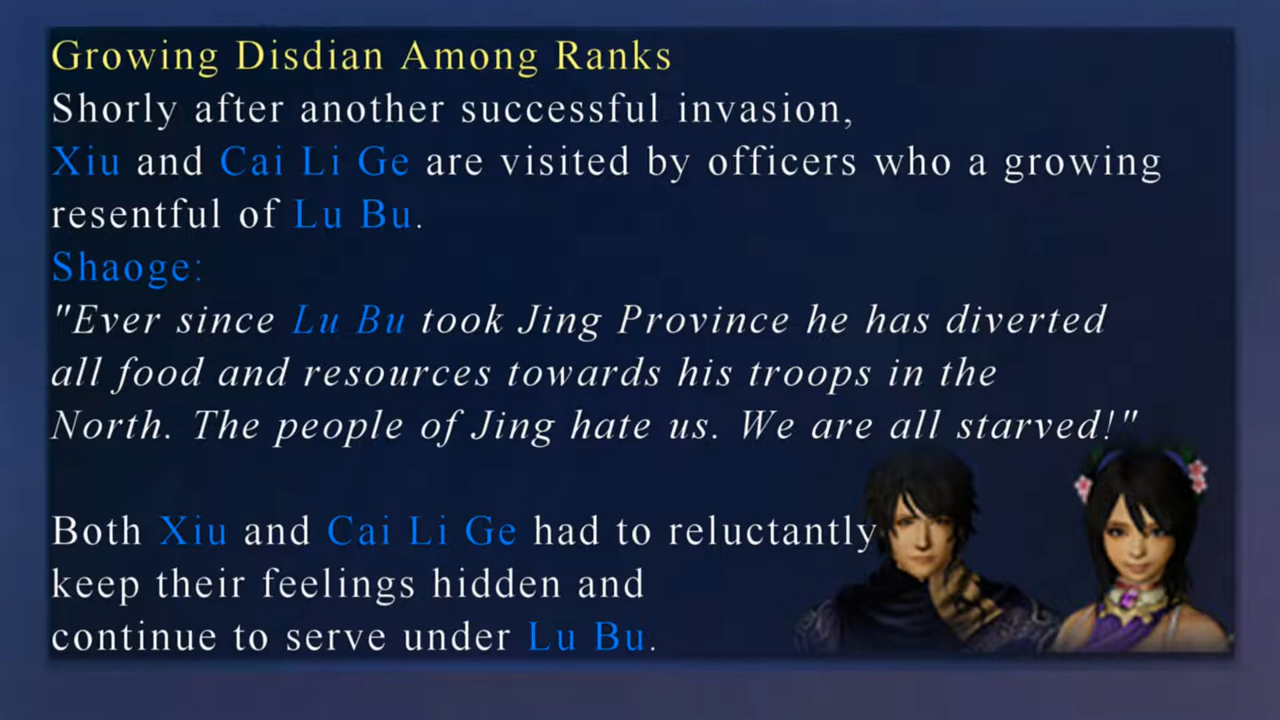 Growing Disdian Among Ranks
Shorly after another successful invasion,
Xiu and Cai Li Ge are visited by officers who a growing
resentful of Lu Bu.
Shaoge:
"Ever since Lu Bu took Jing Province he has diverted
all food and resources towards his troops in the
North. The people of Jing hate us. We are all starved!"
Both Xiu and Cai Li Ge had to reluctantly
keep their feelings hidden and
continue to serve under Lu Bu.